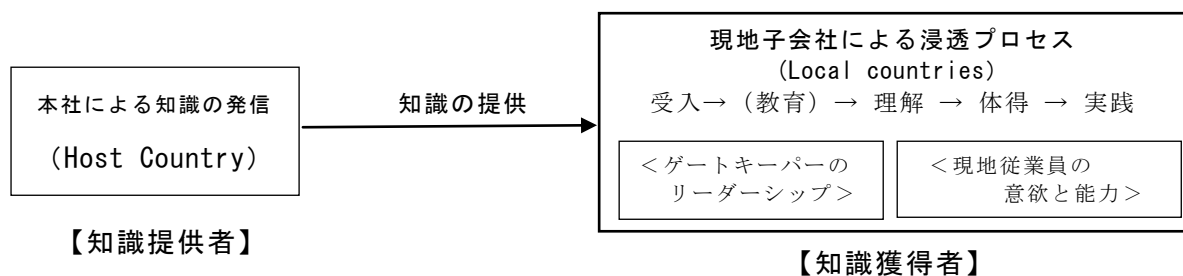 本社による知識の発信
(Host Country)
【知識提供者】
知識の提供
現地子会社による浸透プロセス
(Local countries)
受入→(教育)→ 理解 → 体得 → 実践
<ゲートキーパーの
リーダーシップ>
<現地従業員の
意欲と能力>
【知識獲得者】